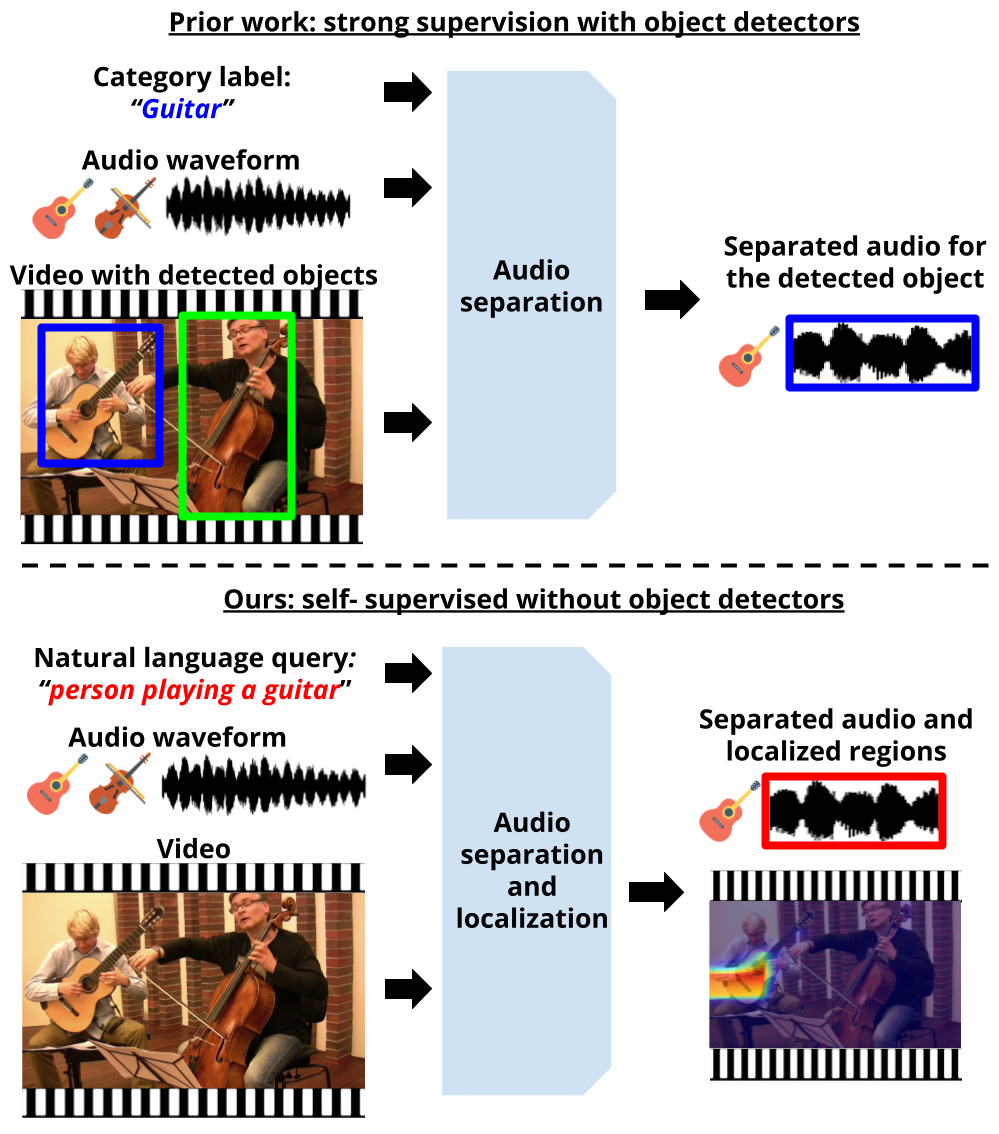 Prior work: strong supervision with object detectors
Category label:
“Guitar”
Audio waveform
Video with detected objects
Audio
separation
Separated audio for
the detected object
Ours: self- supervised without object detectors
Natural language query:
“person playing a guitar”
Audio waveform
Video
Audio
separation
and
localization
Separated audio and
localized regions